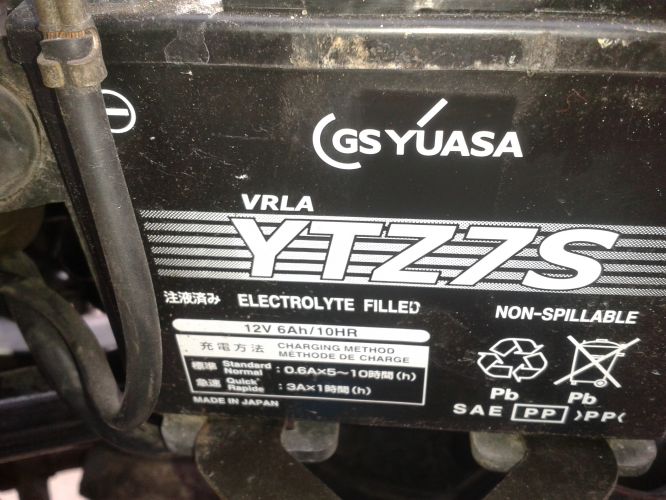 GS YUASA
VRLA
YTZ7S
注液済み ELECTROLYTE FILLED
NON-SPILLABLE
12V 6Ah/10HR
充電方法 CHARGING METHOD
MÉTHODE DE CHARGE
標準 Standard Normal : 0.6A×5〜10時間(h)
急速 Quick Rapide : 3A×1時間(h)
MADE IN JAPAN
Pb Pb
SAE PP >PP<